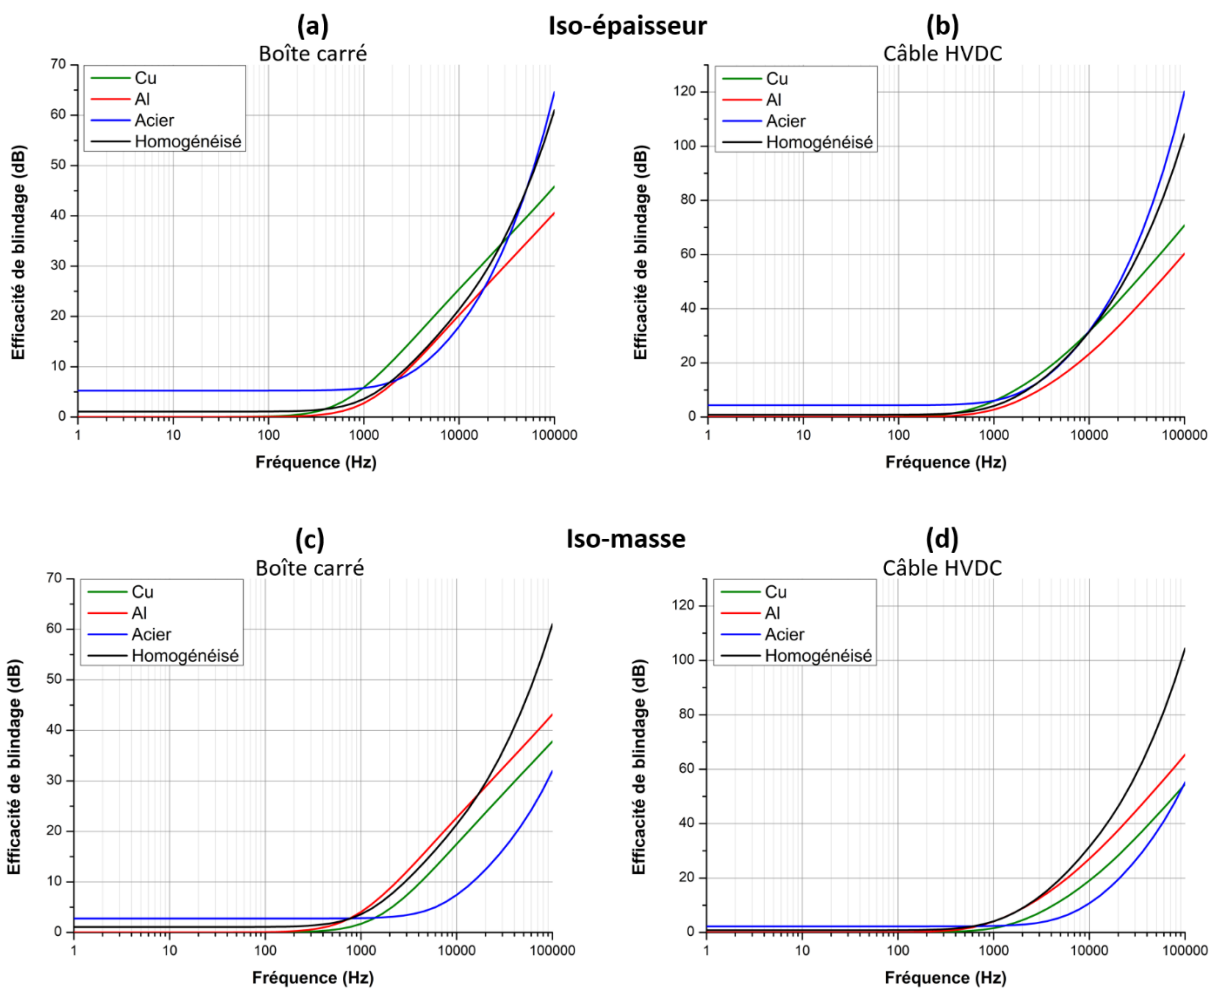 (a) Iso-épaisseur (b)
Boîte carré Câble HVDC
70
60
50
40
30
20
10
0
Efficacité de blindage (dB)
Cu
Al
Acier
Homogénéisé
1 10 100 1000 10000 100000
Fréquence (Hz)
120
100
80
60
40
20
0
Efficacité de blindage (dB)
Cu
Al
Acier
Homogénéisé
1 10 100 1000 10000 100000
Fréquence (Hz)
(c) Iso-masse (d)
Boîte carré Câble HVDC
70
60
50
40
30
20
10
0
Efficacité de blindage (dB)
Cu
Al
Acier
Homogénéisé
1 10 100 1000 10000 100000
Fréquence (Hz)
120
100
80
60
40
20
0
Efficacité de blindage (dB)
Cu
Al
Acier
Homogénéisé
1 10 100 1000 10000 100000
Fréquence (Hz)